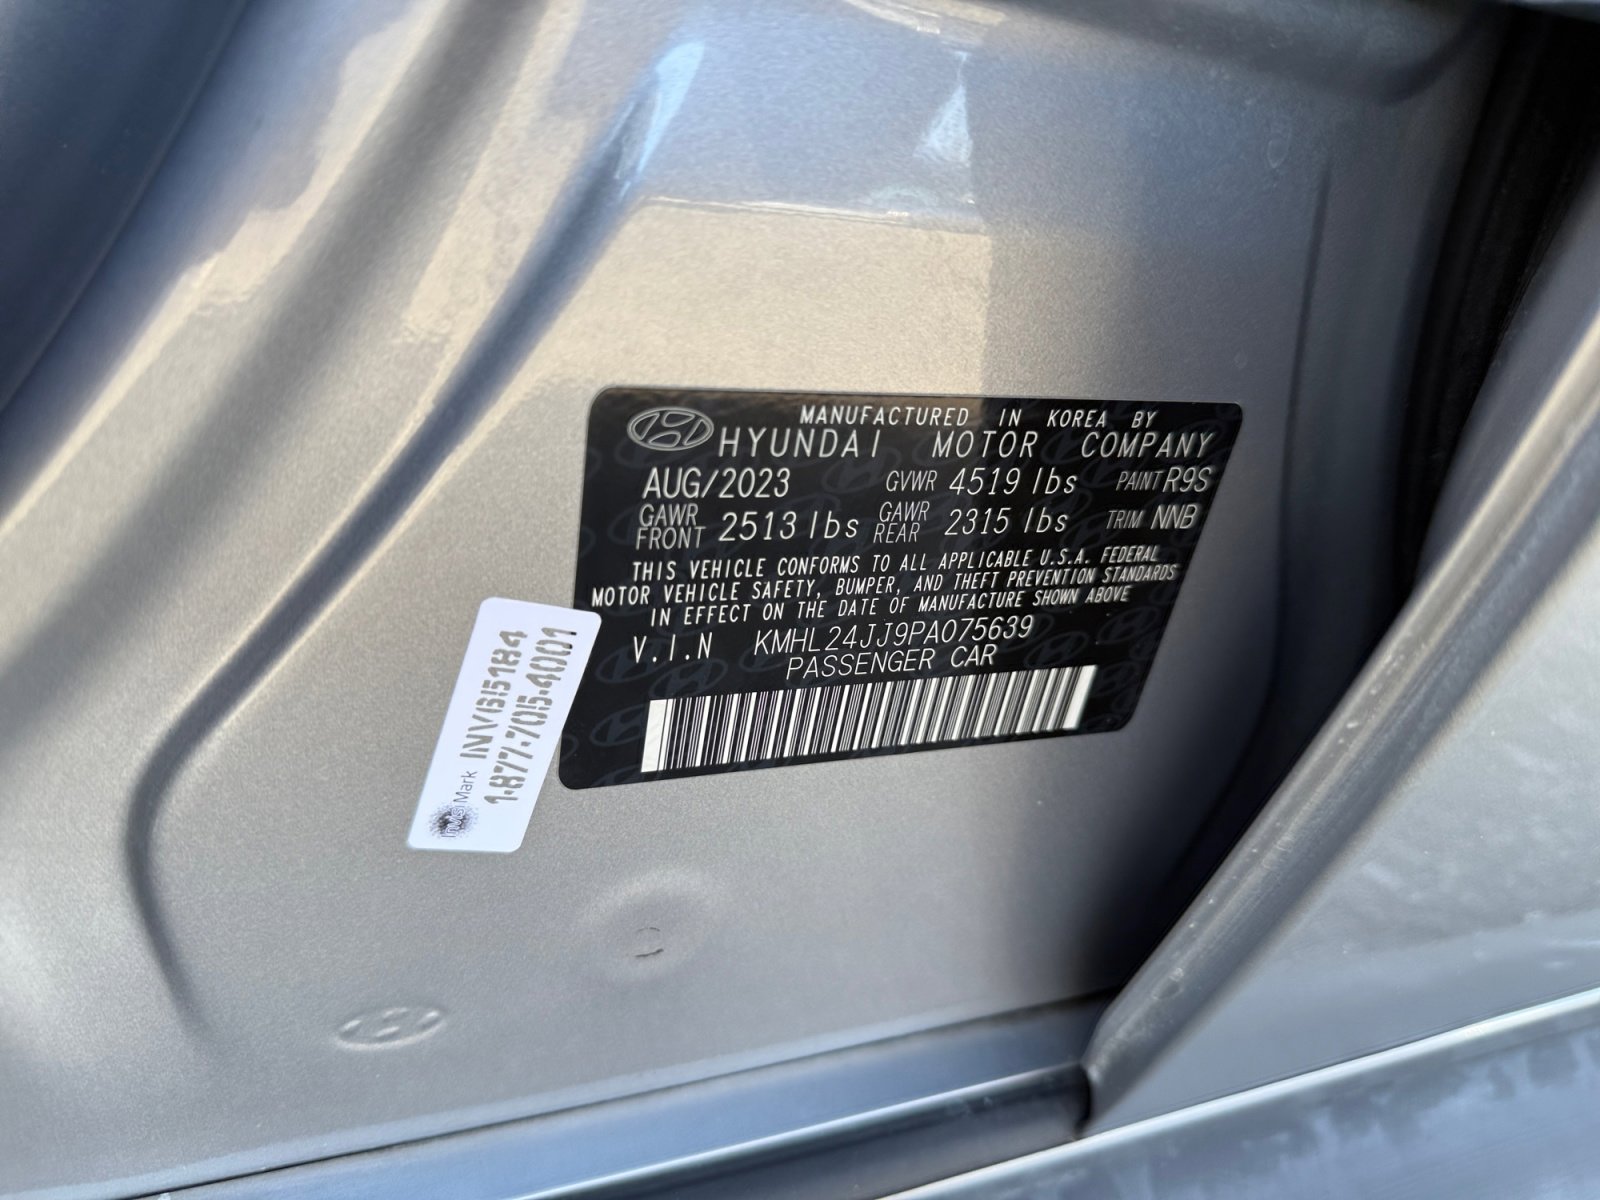 MANUFACTURED IN KOREA BY
HYUNDAI MOTOR COMPANY
AUG/2023 GVWR 4519 lbs PAINT R9S
GAWR FRONT 2513 lbs GAWR REAR 2315 lbs TRIM NNB
THIS VEHICLE CONFORMS TO ALL APPLICABLE U.S.A. FEDERAL
MOTOR VEHICLE SAFETY, BUMPER, AND THEFT PREVENTION STANDARDS
IN EFFECT ON THE DATE OF MANUFACTURE SHOWN ABOVE
V.I.N KMHL24JJ9PA075639
PASSENGER CAR
Mark INV615184
1-877-705-4001